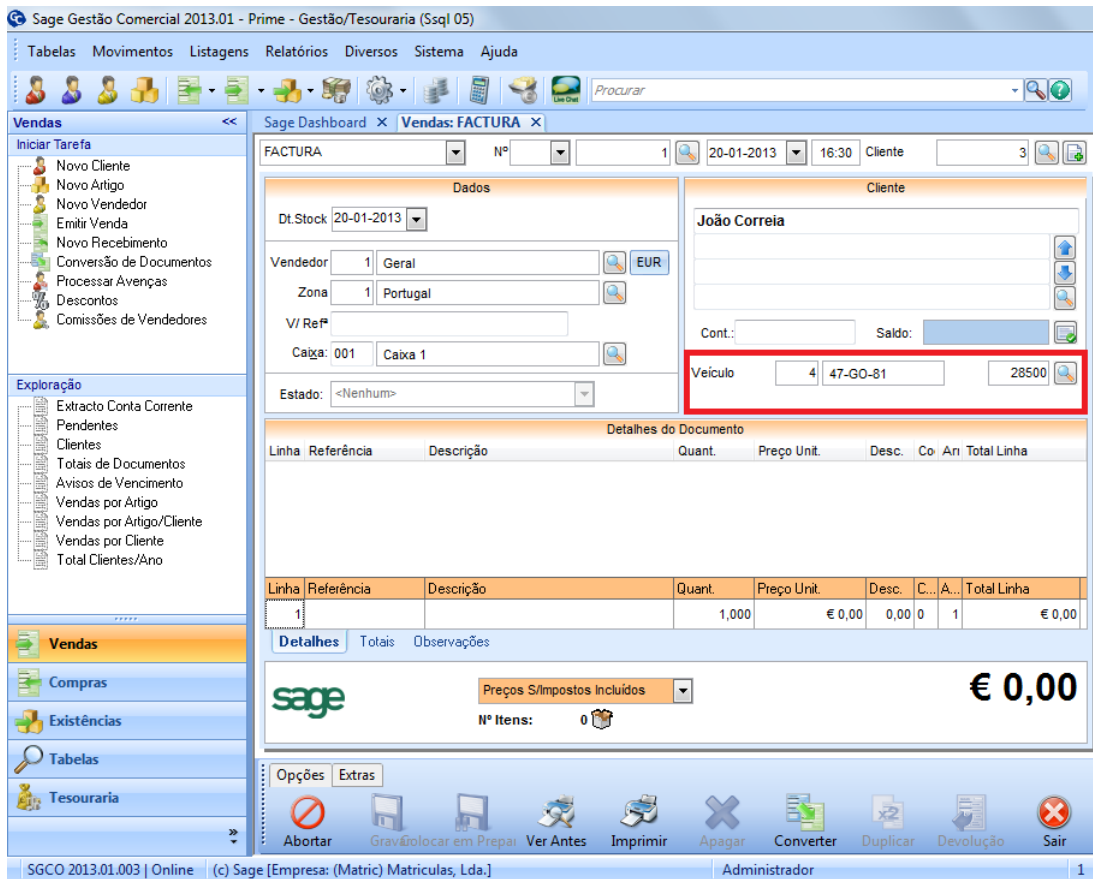 Sage Gestão Comercial 2013.01 - Prime - Gestão/Tesouraria (Ssql 05)
Tabelas Movimentos Listagens Relatórios Diversos Sistema Ajuda
Live Chat Procurar
Vendas <<
Iniciar Tarefa
Novo Cliente
Novo Artigo
Novo Vendedor
Emitir Venda
Novo Recebimento
Conversão de Documentos
Processar Avenças
Descontos
Comissões de Vendedores
Exploração
Extracto Conta Corrente
Pendentes
Clientes
Totais de Documentos
Avisos de Vencimento
Vendas por Artigo
Vendas por Artigo/Cliente
Vendas por Cliente
Total Clientes/Ano
Vendas
Compras
Existências
Tabelas
Tesouraria
Sage Dashboard X Vendas: FACTURA X
FACTURA Nº 1 20-01-2013 16:30 Cliente 3
Dados
Dt.Stock 20-01-2013
Vendedor 1 Geral EUR
Zona 1 Portugal
V/ Refª
Caixa: 001 Caixa 1
Estado: <Nenhum>
Cliente
João Correia
Cont.: Saldo:
Veículo 4 47-GO-81 28500
Detalhes do Documento
Linha Referência Descrição Quant. Preço Unit. Desc. Co Arı Total Linha
Linha Referência Descrição Quant. Preço Unit. Desc. C... A... Total Linha
1 1,000 € 0,00 0,00 0 1 € 0,00
Detalhes Totais Observações
sage Preços S/Impostos Incluídos € 0,00
Nº Itens: 0
Opções Extras
Abortar Gravar olocar em Prepar Ver Antes Imprimir Apagar Converter x2 Duplicar Devolução Sair
SGCO 2013.01.003 | Online (c) Sage [Empresa: (Matric) Matriculas, Lda.] Administrador 1